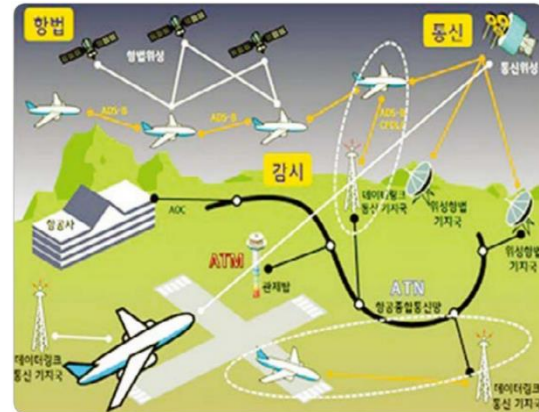 항법
통신
항법위성
통신위성
ADS-B
ADS-B
ADS-B
CPDLC
감시
데이터링크
통신 기지국
위성항법
기지국
위성항법
기지국
항공사
AOC
ATM
관제탑
ATN
항공종합통신망
데이터링크
통신 기지국
데이터링크
통신 기지국